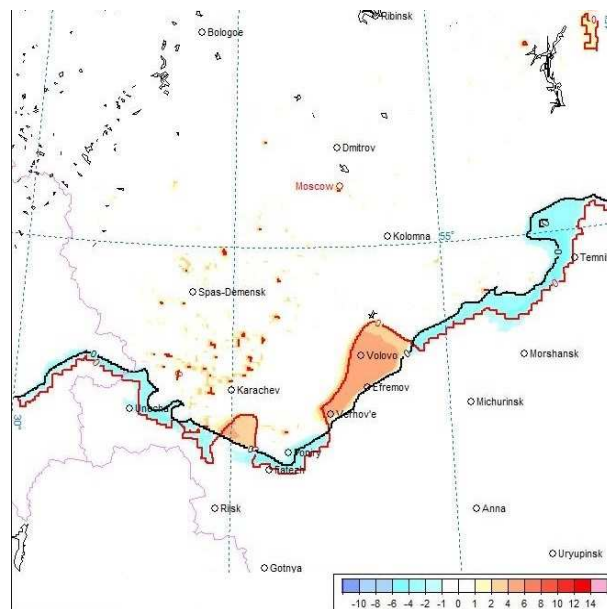 Ribinsk
Bologoe
Dmitrov
Moscow
Kolomna
55°
Temni
Spas-Demensk
Volovo
Morshansk
Karachev
Efremov
Michurinsk
Unecha
Verhov'e
30°
Ponry
Fatezh
Rilsk
Anna
Uryupinsk
Gotnya
-10 -8 -6 -4 -2 -1 0 1 2 4 6 8 10 12 14